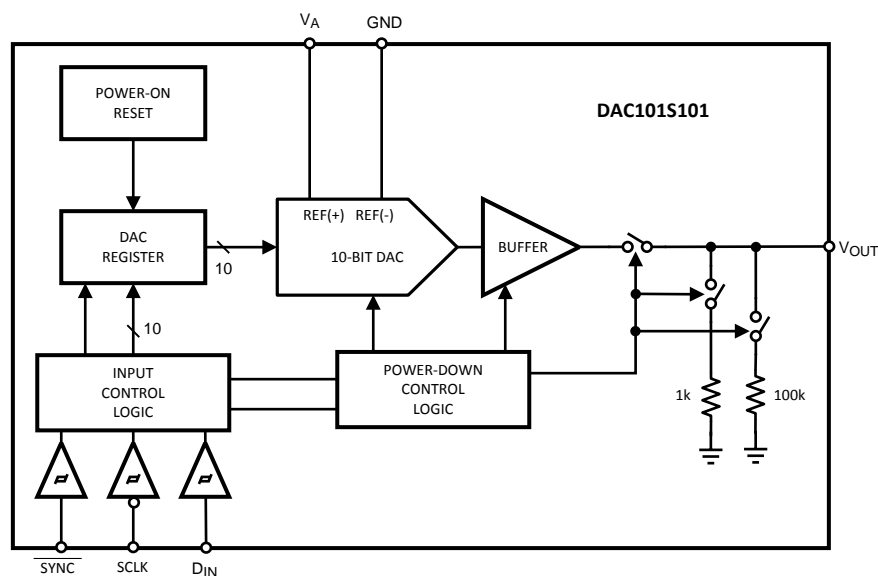 VA
GND
POWER-ON
RESET
DAC101S101
REF(+) REF(-)
DAC
REGISTER
10
10-BIT DAC
BUFFER
VOUT
10
INPUT
CONTROL
LOGIC
POWER-DOWN
CONTROL
LOGIC
1k
100k
SYNC
SCLK
DIN